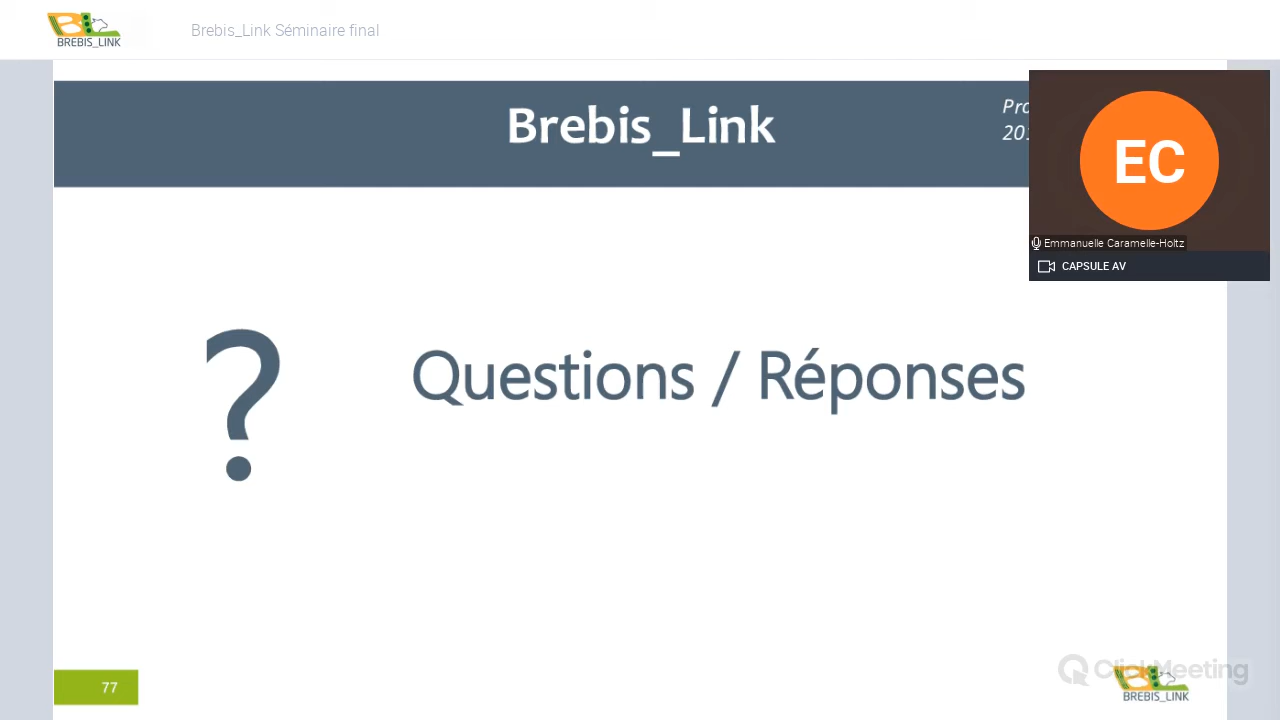 BREBIS_LINK
Brebis_Link Séminaire final
Brebis_Link
EC
Emmanuelle Caramelle-Holtz
CAPSULE AV
?
Questions / Réponses
77
ClickMeeting
BREBIS_LINK